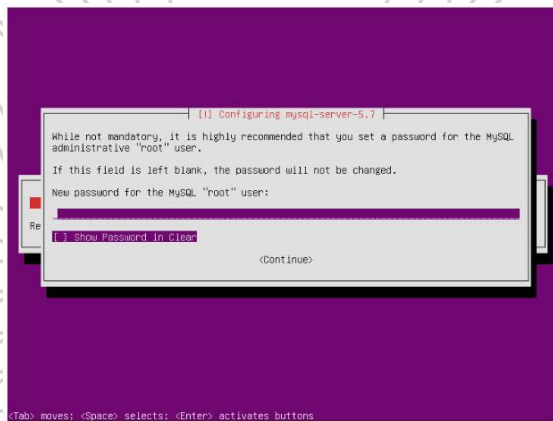 [!] Configuring mysql-server-5.7
While not mandatory, it is highly recommended that you set a password for the MySQL
administrative "root" user.
If this field is left blank, the password will not be changed.
New password for the MySQL "root" user:
Re
[ ] Show Password in Clear
<Continue>
<Tab> moves; <Space> selects; <Enter> activates buttons